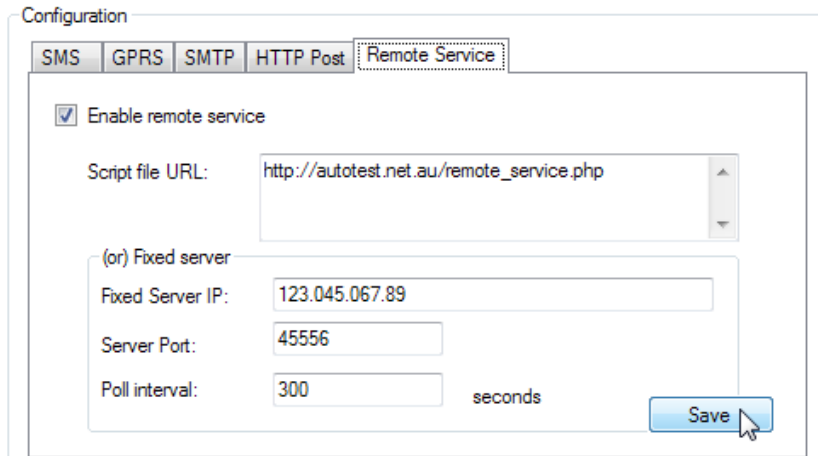 Configuration
SMS GPRS SMTP HTTP Post Remote Service
Enable remote service
Script file URL: http://autotest.net.au/remote_service.php
(or) Fixed server
Fixed Server IP: 123.045.067.89
Server Port: 45556
Poll interval: 300 seconds
Save